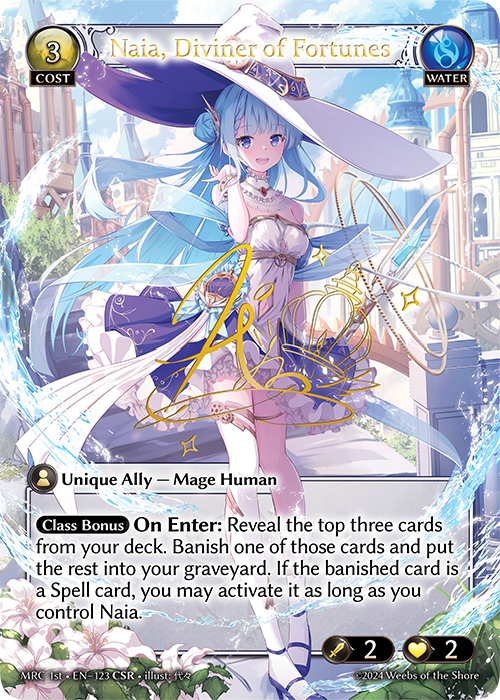 3
COST
Naia, Diviner of Fortunes
WATER
Unique Ally — Mage Human
Class Bonus On Enter: Reveal the top three cards
from your deck. Banish one of those cards and put
the rest into your graveyard. If the banished card is
a Spell card, you may activate it as long as you
control Naia.
2
2
MRC 1st • EN-123 CSR • illust: 代々
©2024 Weebs of the Shore